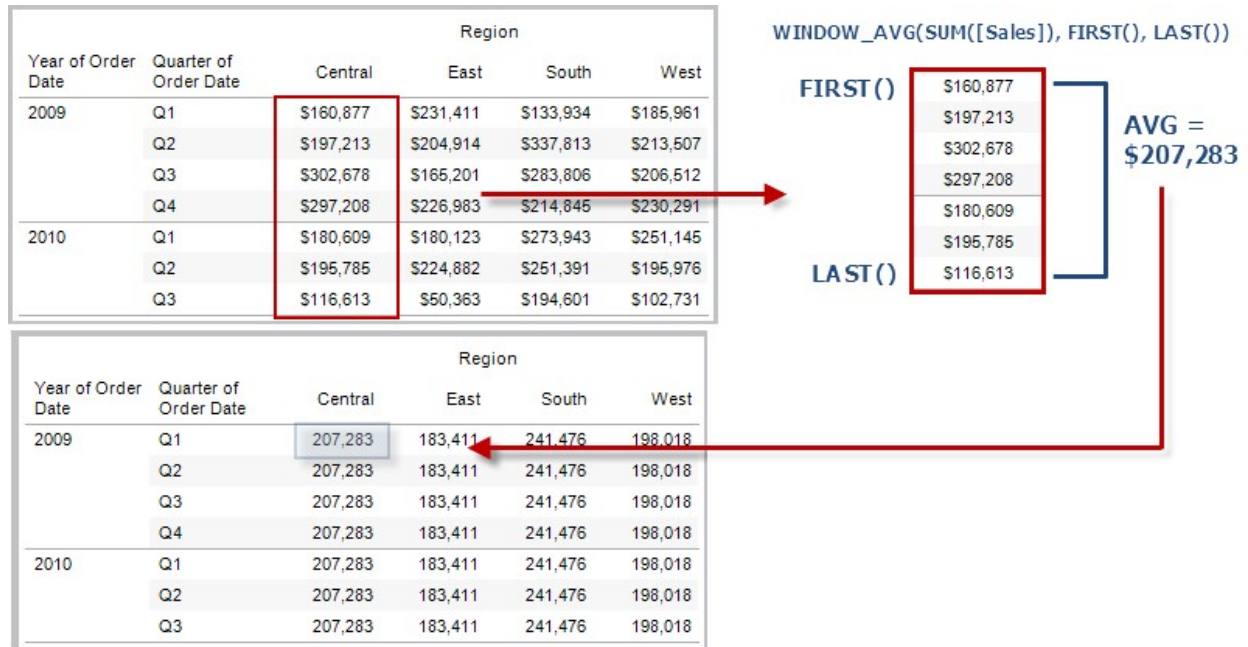 Region
Year of Order Date Quarter of Order Date Central East South West
2009 Q1 $160,877 $231,411 $133,934 $185,961
Q2 $197,213 $204,914 $337,813 $213,507
Q3 $302,678 $165,201 $283,806 $206,512
Q4 $297,208 $226,983 $214,845 $230,291
2010 Q1 $180,609 $180,123 $273,943 $251,145
Q2 $195,785 $224,882 $251,391 $195,976
Q3 $116,613 $50,363 $194,601 $102,731
WINDOW_AVG(SUM([Sales]), FIRST(), LAST())
FIRST() $160,877
$197,213
$302,678
$297,208
$180,609
$195,785
LAST() $116,613
AVG =
$207,283
Region
Year of Order Date Quarter of Order Date Central East South West
2009 Q1 207,283 183,411 241,476 198,018
Q2 207,283 183,411 241,476 198,018
Q3 207,283 183,411 241,476 198,018
Q4 207,283 183,411 241,476 198,018
2010 Q1 207,283 183,411 241,476 198,018
Q2 207,283 183,411 241,476 198,018
Q3 207,283 183,411 241,476 198,018